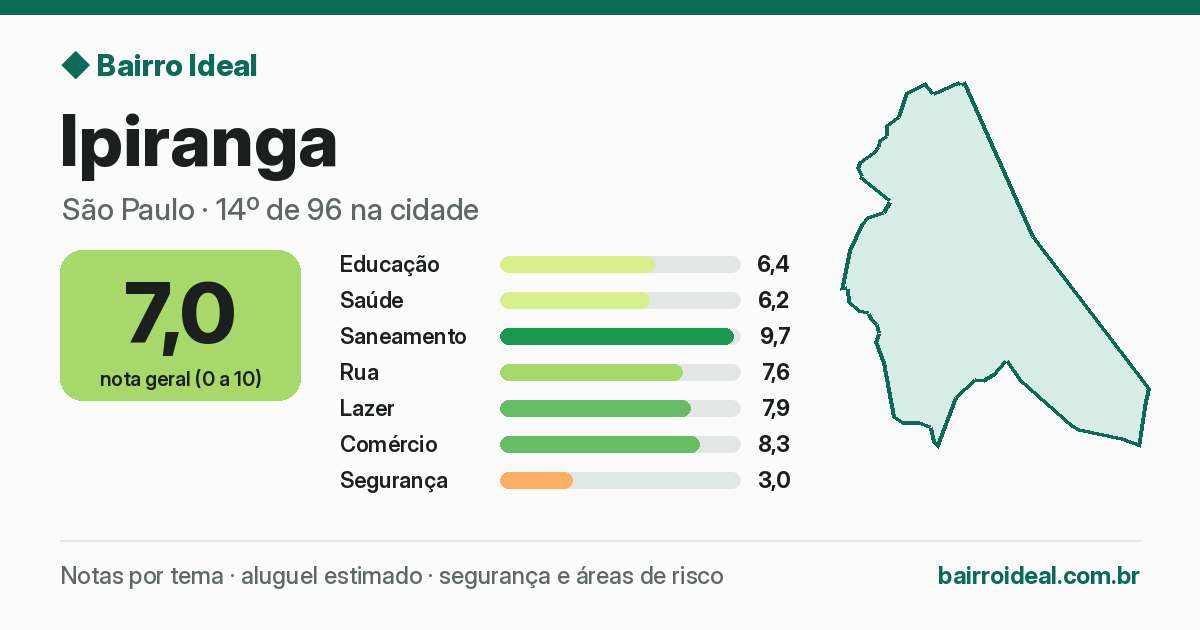 Bairro Ideal
Ipiranga
São Paulo · 14º de 96 na cidade
7,0
nota geral (0 a 10)
Educação 6,4
Saúde 6,2
Saneamento 9,7
Rua 7,6
Lazer 7,9
Comércio 8,3
Segurança 3,0
Notas por tema · aluguel estimado · segurança e áreas de risco
bairroideal.com.br